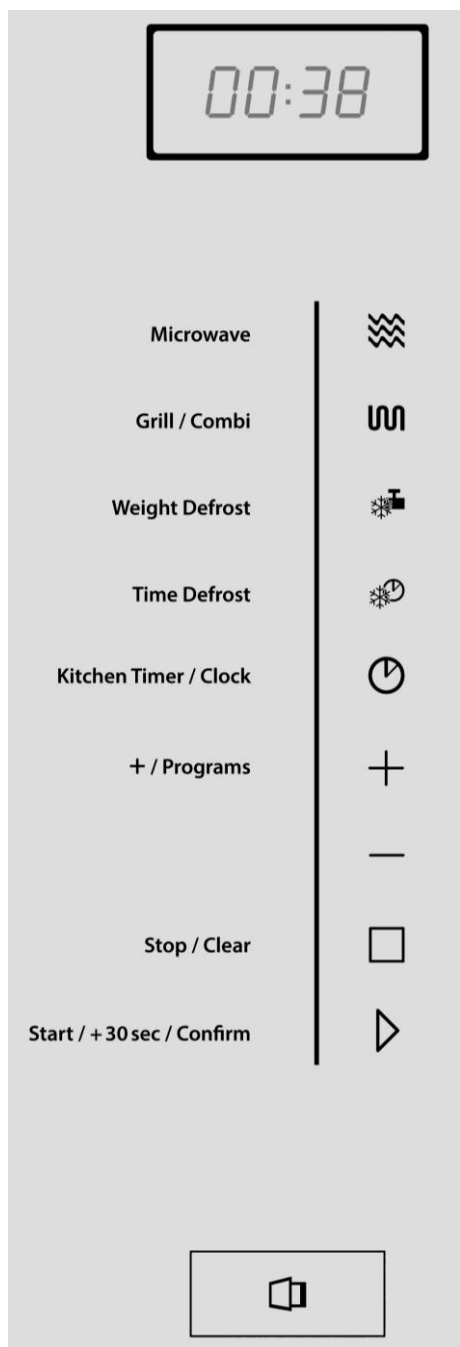 00:38
Microwave
Grill / Combi
Weight Defrost
Time Defrost
Kitchen Timer / Clock
+ / Programs
Stop / Clear
Start / +30 sec / Confirm